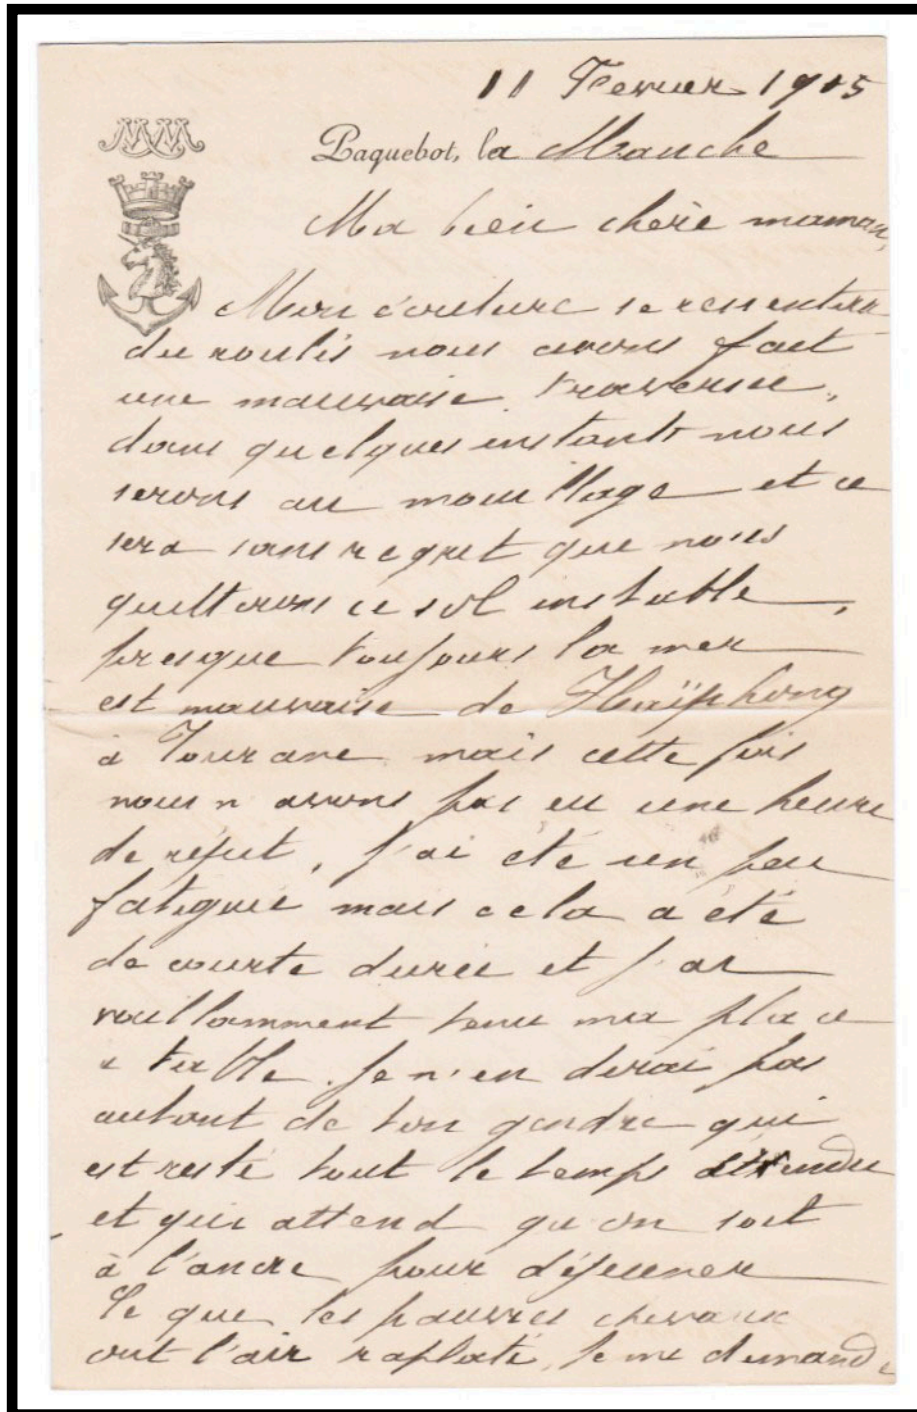 11 Fevrier 1905
MM
Paquebot, la Manche
Ma bien chère maman,
Mon écriture se ressentira
du roulis nous avons fait
une mauvaise traversée,
dans quelques instants nous
serons au mouillage et ce
sera sans regret que nous
quitterons ce sol instable,
presque toujours la mer
est mauvaise de Haïphong
à Tourane mais cette fois
nous n'avons pas eu une heure
de répit, j'ai été un peu
fatiguée mais cela a été
de courte durée et j'ai
vaillamment tenu ma place
a table. Je n'en dirai pas
autant de ton gendre qui
est resté tout le temps étendu
et qui attend qu'on soit
à l'ancre pour déjeuner
Ce que les pauvres chevaux
ont l'air raplati, je me demande